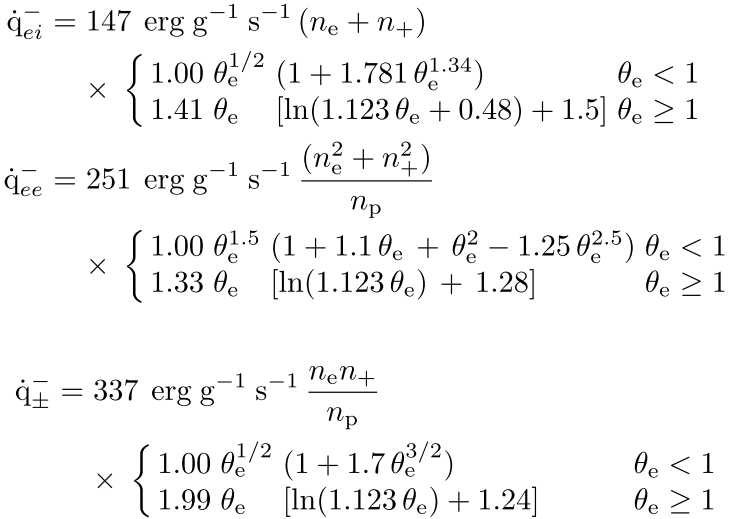 q̇⁻ₑᵢ = 147 erg g⁻¹ s⁻¹ (nₑ + n₊)
× { 1.00 θₑ^{1/2} (1 + 1.781 θₑ^{1.34}) θₑ < 1
1.41 θₑ [ln(1.123 θₑ + 0.48) + 1.5] θₑ ≥ 1
q̇⁻ₑₑ = 251 erg g⁻¹ s⁻¹ (nₑ² + n₊²) / nₚ
× { 1.00 θₑ^{1.5} (1 + 1.1 θₑ + θₑ² − 1.25 θₑ^{2.5}) θₑ < 1
1.33 θₑ [ln(1.123 θₑ) + 1.28] θₑ ≥ 1
q̇⁻± = 337 erg g⁻¹ s⁻¹ nₑn₊ / nₚ
× { 1.00 θₑ^{1/2} (1 + 1.7 θₑ^{3/2}) θₑ < 1
1.99 θₑ [ln(1.123 θₑ) + 1.24] θₑ ≥ 1